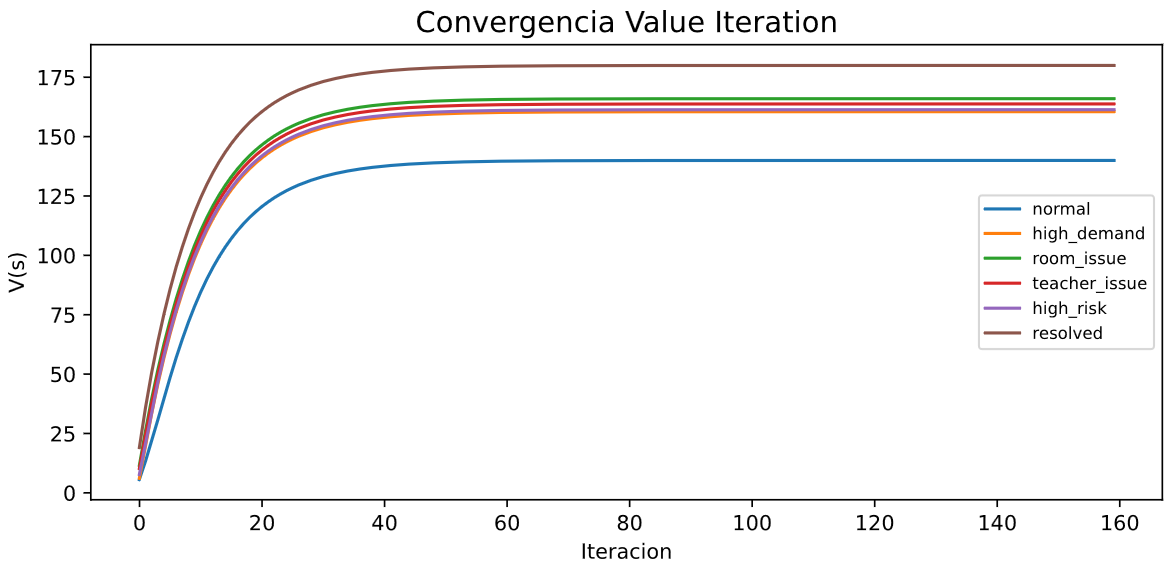 Convergencia Value Iteration
V(s)
175
150
125
100
75
50
25
0
normal
high_demand
room_issue
teacher_issue
high_risk
resolved
0 20 40 60 80 100 120 140 160
Iteracion